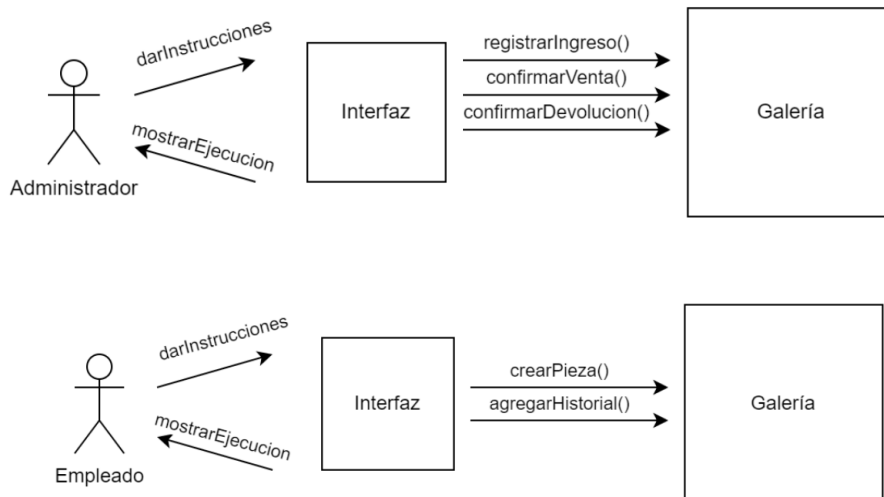 darInstrucciones
mostrarEjecucion
Administrador
Interfaz
registrarIngreso()
confirmarVenta()
confirmarDevolucion()
Galería
darInstrucciones
mostrarEjecucion
Empleado
Interfaz
crearPieza()
agregarHistorial()
Galería